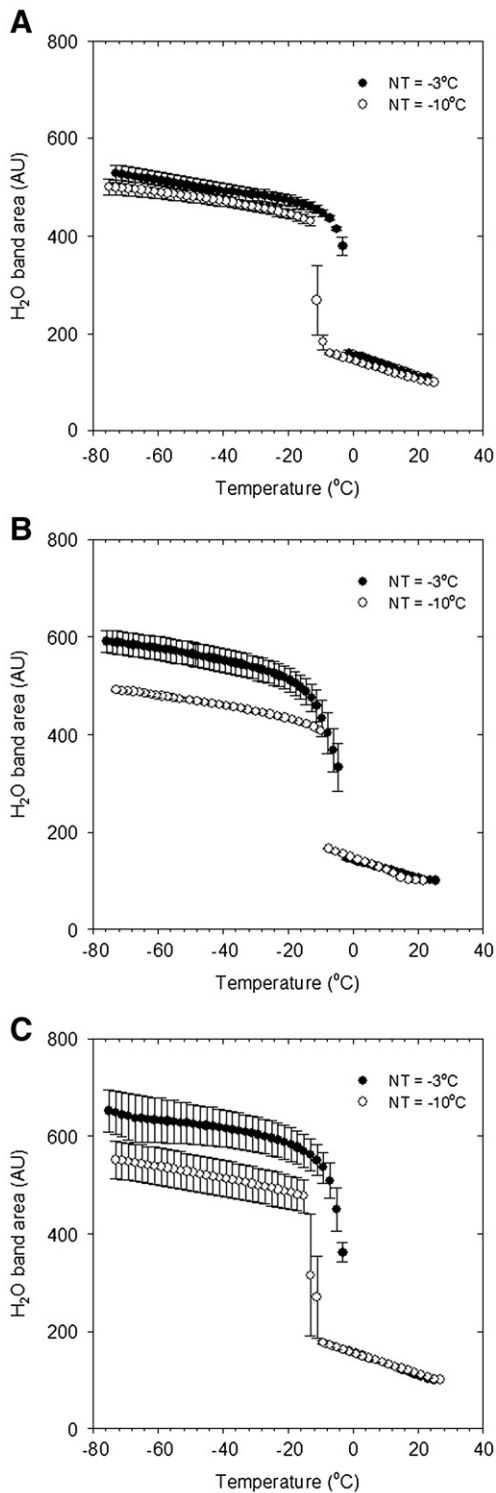 A
800
600
400
200
0
H₂O band area (AU)
NT = -3°C
NT = -10°C
-80 -60 -40 -20 0 20 40
Temperature (°C)
B
800
600
400
200
0
H₂O band area (AU)
NT = -3°C
NT = -10°C
-80 -60 -40 -20 0 20 40
Temperature (°C)
C
800
600
400
200
0
H₂O band area (AU)
NT = -3°C
NT = -10°C
-80 -60 -40 -20 0 20 40
Temperature (°C)